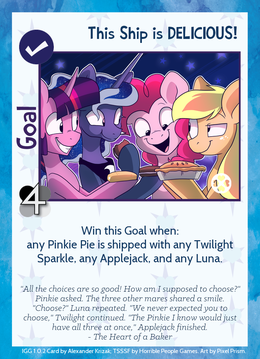 This Ship is DELICIOUS!
Goal
4
Win this Goal when:
any Pinkie Pie is shipped with any Twilight
Sparkle, any Applejack, and any Luna.
"All the choices are so good! How am I supposed to choose?"
Pinkie asked. The three other mares shared a smile.
"Choose?" Luna repeated. "We never expected you to
choose," Twilight continued. "The Pinkie I know would just
have all three at once," Applejack finished.
- The Heart of a Baker
IGG 1.0.2 Card by Alexander Krizak, TSSSF by Horrible People Games. Art by Pixel Prism.